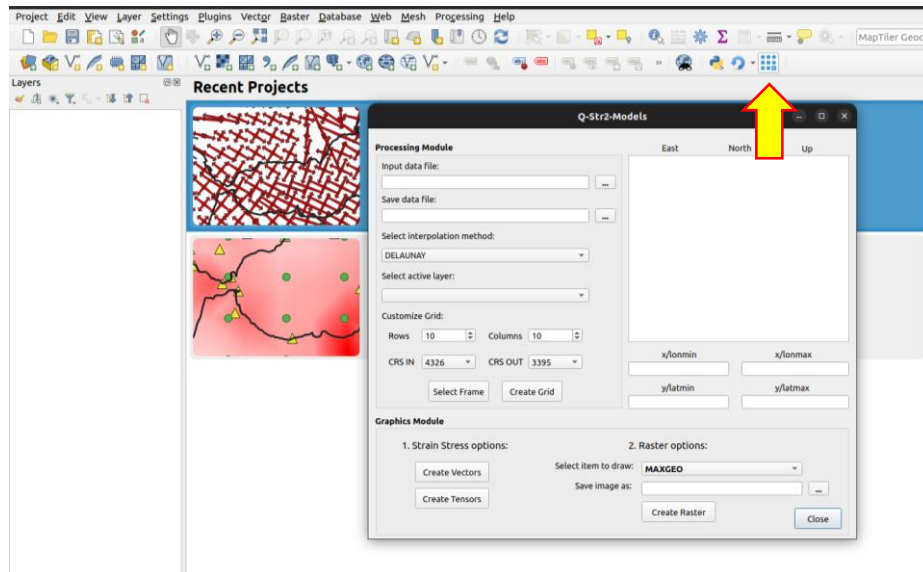 Project Edit View Layer Settings Plugins Vector Raster Database Web Mesh Processing Help
MapTiler Geoc
Layers
Recent Projects
Q-Str2-Models
Processing Module
East North Up
Input data file:
...
Save data file:
...
Select interpolation method:
DELAUNAY
Select active layer:
Customize Grid:
Rows 10 Columns 10
x/lonmin x/lonmax
CRS IN 4326 CRS OUT 3395
y/latmin y/latmax
Select Frame Create Grid
Graphics Module
1. Strain Stress options: 2. Raster options:
Create Vectors
Select item to draw: MAXGEO
Save image as: ...
Create Tensors
Create Raster
Close